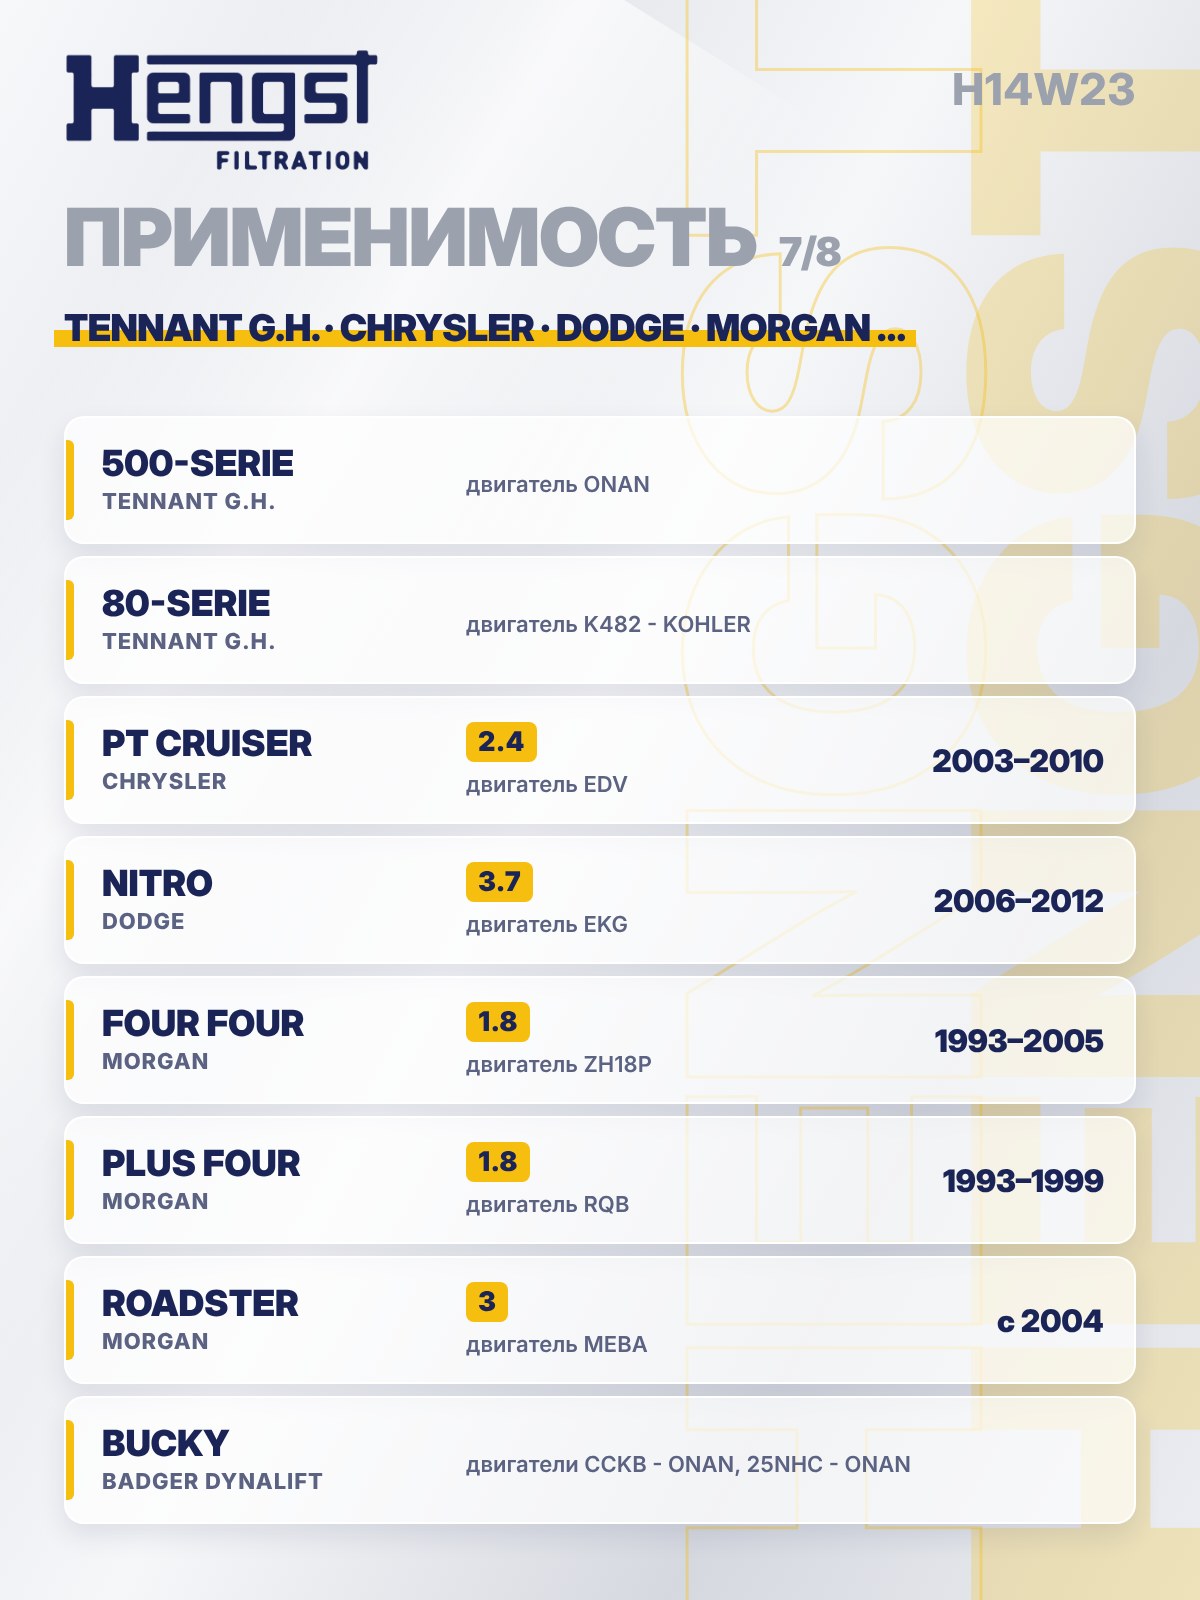 Hengst
FILTRATION
H14W23
ПРИМЕНИМОСТЬ 7/8
TENNANT G.H. · CHRYSLER · DODGE · MORGAN ...
500-SERIE
TENNANT G.H.
двигатель ONAN
80-SERIE
TENNANT G.H.
двигатель K482 - KOHLER
PT CRUISER
CHRYSLER
2.4
двигатель EDV
2003–2010
NITRO
DODGE
3.7
двигатель EKG
2006–2012
FOUR FOUR
MORGAN
1.8
двигатель ZH18P
1993–2005
PLUS FOUR
MORGAN
1.8
двигатель RQB
1993–1999
ROADSTER
MORGAN
3
двигатель MEBA
с 2004
BUCKY
BADGER DYNALIFT
двигатели CCKB - ONAN, 25NHC - ONAN
HENGST
HENGST